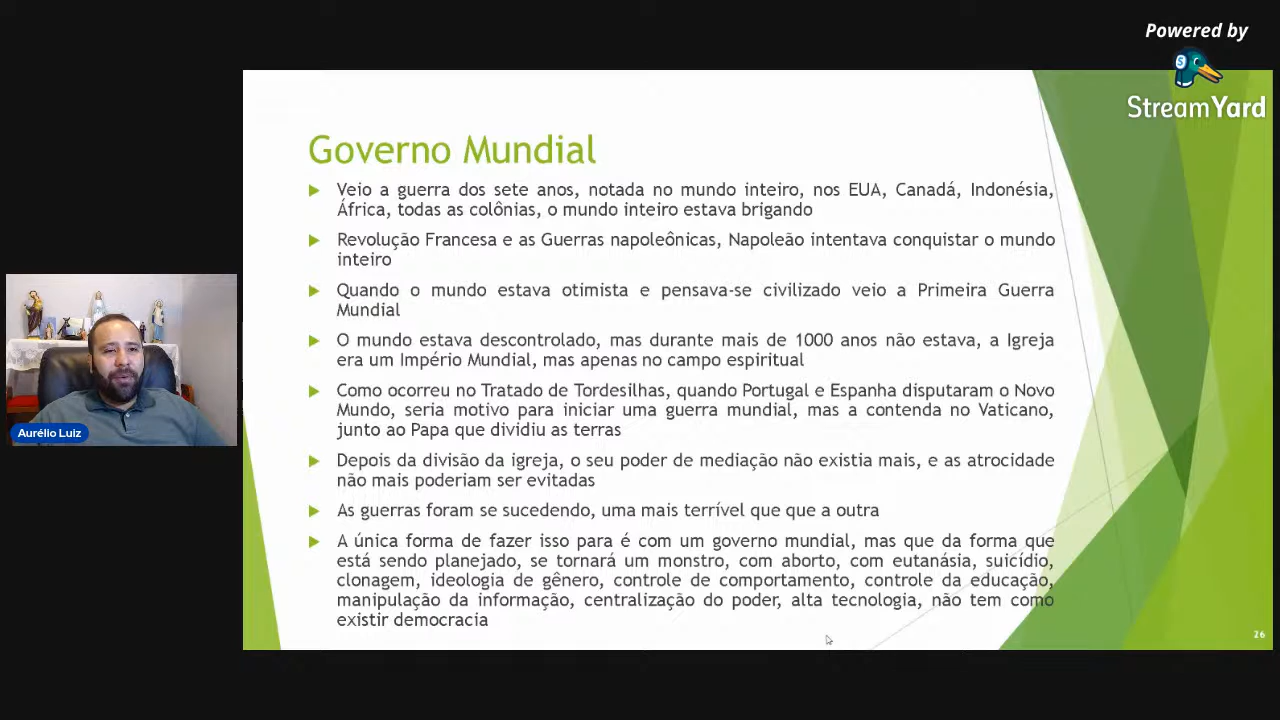 Powered by
StreamYard
Governo Mundial
Veio a guerra dos sete anos, notada no mundo inteiro, nos EUA, Canadá, Indonésia,
África, todas as colônias, o mundo inteiro estava brigando
Revolução Francesa e as Guerras napoleônicas, Napoleão intentava conquistar o mundo
inteiro
Quando o mundo estava otimista e pensava-se civilizado veio a Primeira Guerra
Mundial
O mundo estava descontrolado, mas durante mais de 1000 anos não estava, a Igreja
era um Império Mundial, mas apenas no campo espiritual
Como ocorreu no Tratado de Tordesilhas, quando Portugal e Espanha disputaram o Novo
Mundo, seria motivo para iniciar uma guerra mundial, mas a contenda no Vaticano,
junto ao Papa que dividiu as terras
Depois da divisão da igreja, o seu poder de mediação não existia mais, e as atrocidade
não mais poderiam ser evitadas
As guerras foram se sucedendo, uma mais terrível que que a outra
A única forma de fazer isso para é com um governo mundial, mas que da forma que
está sendo planejado, se tornará um monstro, com aborto, com eutanásia, suicídio,
clonagem, ideologia de gênero, controle de comportamento, controle da educação,
manipulação da informação, centralização do poder, alta tecnologia, não tem como
existir democracia
26
Aurélio Luiz